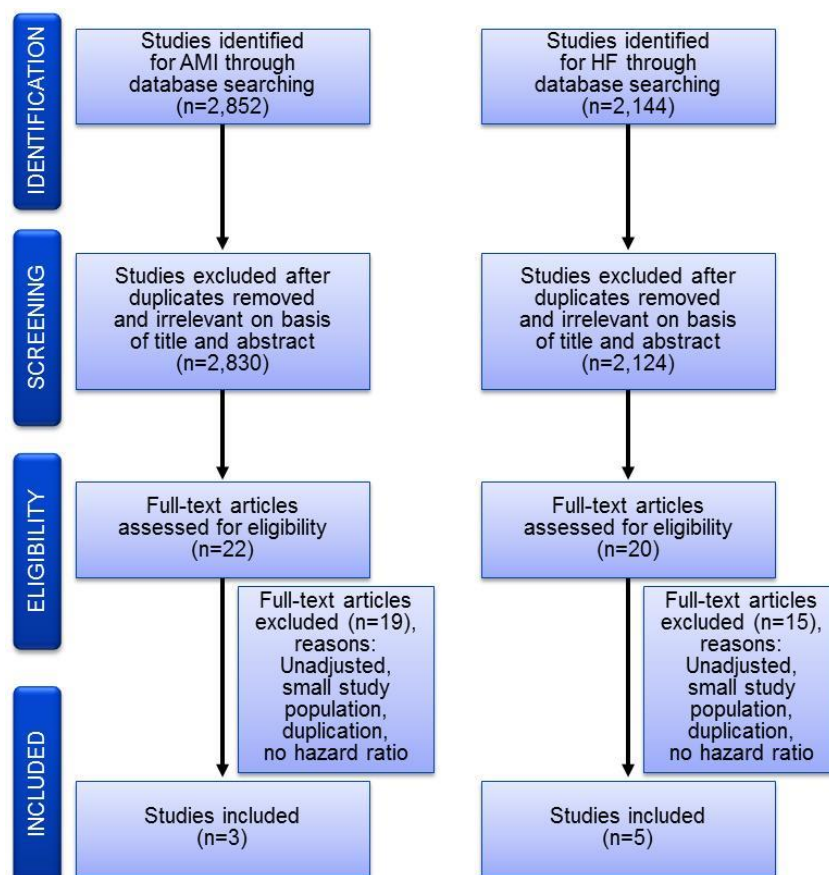 IDENTIFICATION
Studies identified
for AMI through
database searching
(n=2,852)
Studies identified
for HF through
database searching
(n=2,144)
SCREENING
Studies excluded after
duplicates removed
and irrelevant on basis
of title and abstract
(n=2,830)
Studies excluded after
duplicates removed
and irrelevant on basis
of title and abstract
(n=2,124)
ELIGIBILITY
Full-text articles
assessed for eligibility
(n=22)
Full-text articles
assessed for eligibility
(n=20)
Full-text articles
excluded (n=19),
reasons:
Unadjusted,
small study
population,
duplication,
no hazard ratio
Full-text articles
excluded (n=15),
reasons:
Unadjusted,
small study
population,
duplication,
no hazard ratio
INCLUDED
Studies included
(n=3)
Studies included
(n=5)